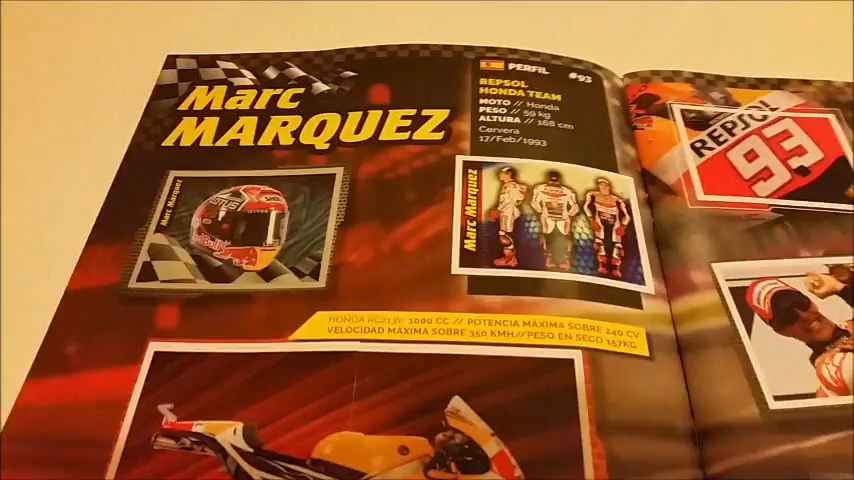 Marc
MARQUEZ
PERFIL #93
REPSOL
HONDA TEAM
MOTO // Honda
PESO // 59 kg
ALTURA // 168 cm
Cervera
17/Feb/1993
Marc Marquez
Red Bull
Marc Marquez
REPSOL
93
HONDA RC213V 1000 CC // POTENCIA MÁXIMA SOBRE 240 CV
VELOCIDAD MÁXIMA SOBRE 350 KMH//PESO EN SECO 157KG